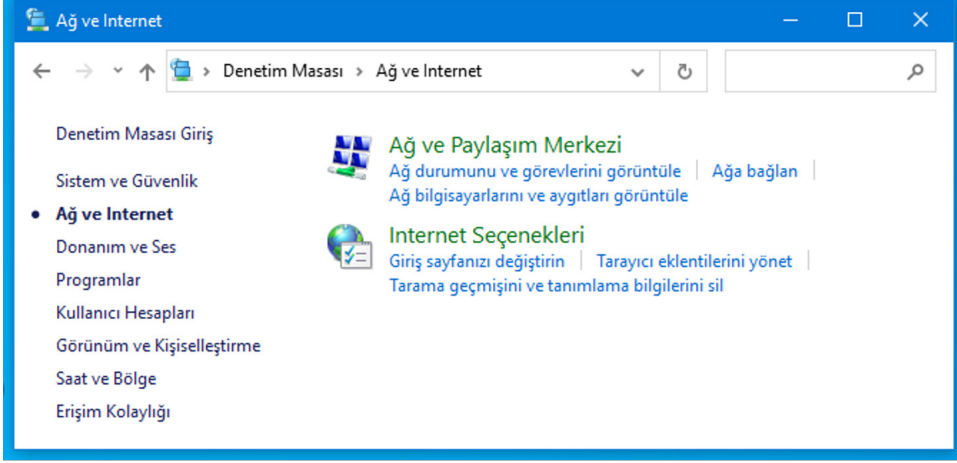 Ağ ve Internet
Denetim Masası > Ağ ve Internet
Denetim Masası Giriş
Sistem ve Güvenlik
Ağ ve Internet
Donanım ve Ses
Programlar
Kullanıcı Hesapları
Görünüm ve Kişiselleştirme
Saat ve Bölge
Erişim Kolaylığı
Ağ ve Paylaşım Merkezi
Ağ durumunu ve görevlerini görüntüle | Ağa bağlan |
Ağ bilgisayarlarını ve aygıtları görüntüle
Internet Seçenekleri
Giriş sayfanızı değiştirin | Tarayıcı eklentilerini yönet |
Tarama geçmişini ve tanımlama bilgilerini sil